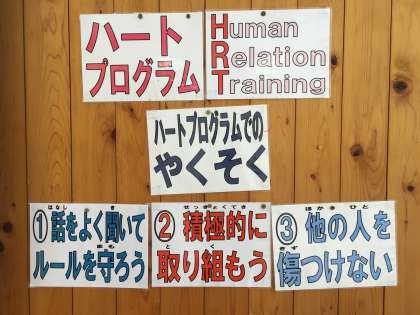 ハート
プログラム
Human
Relation
Training
ハートプログラムでの
やくそく
①話をよく聞いて
ルールを守ろう
②積極的に
取り組もう
③他の人を
傷つけない